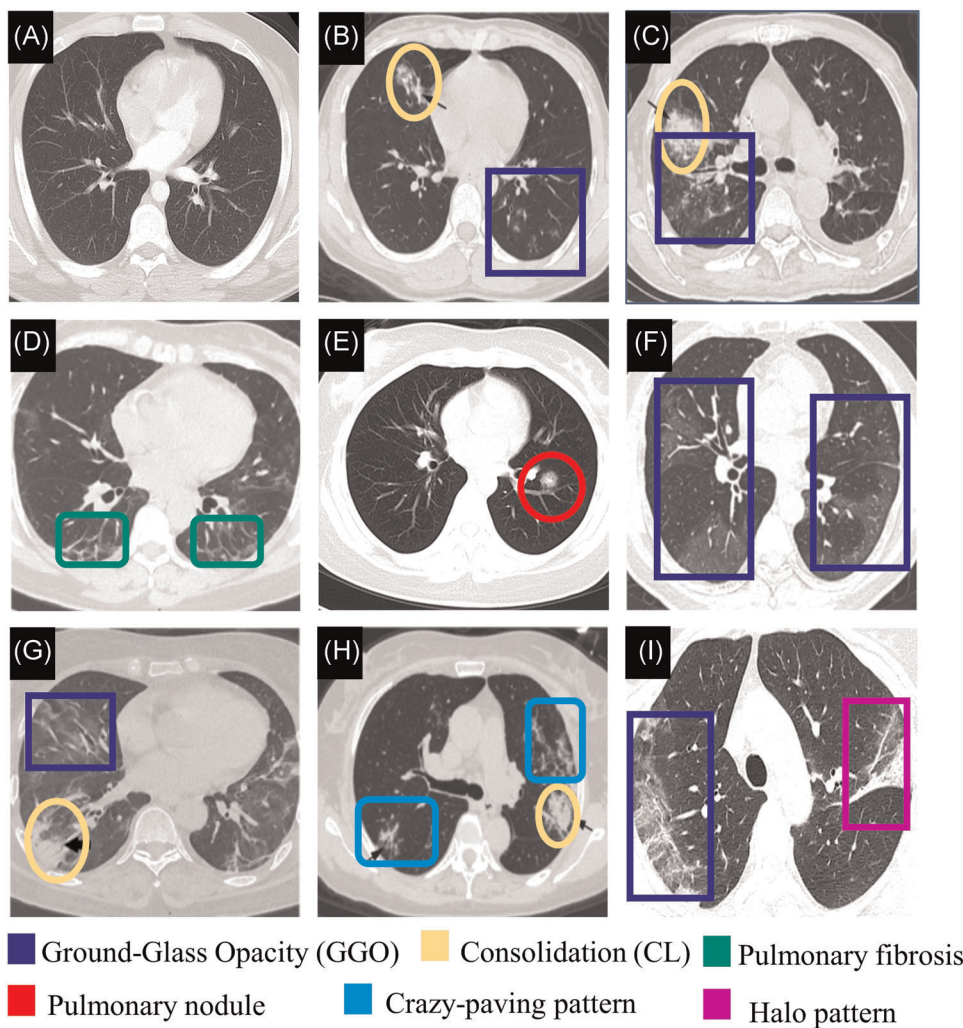 (A)
(B)
(C)
(D)
(E)
(F)
(G)
(H)
(I)
Ground-Glass Opacity (GGO)
Consolidation (CL)
Pulmonary fibrosis
Pulmonary nodule
Crazy-paving pattern
Halo pattern